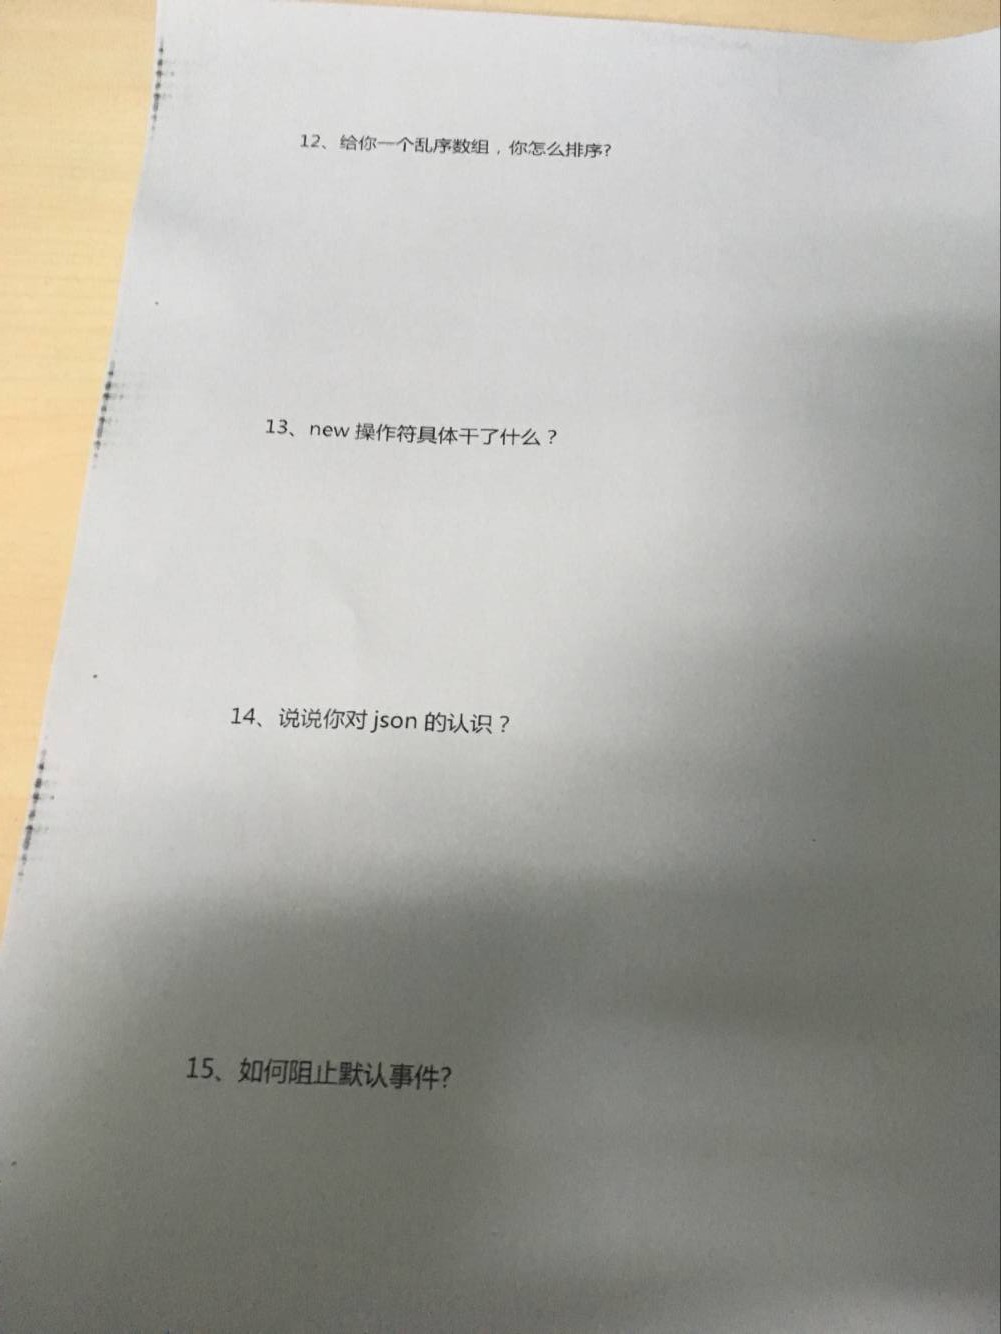 12、给你一个乱序数组，你怎么排序?
13、new 操作符具体干了什么？
14、说说你对 json 的认识？
15、如何阻止默认事件?